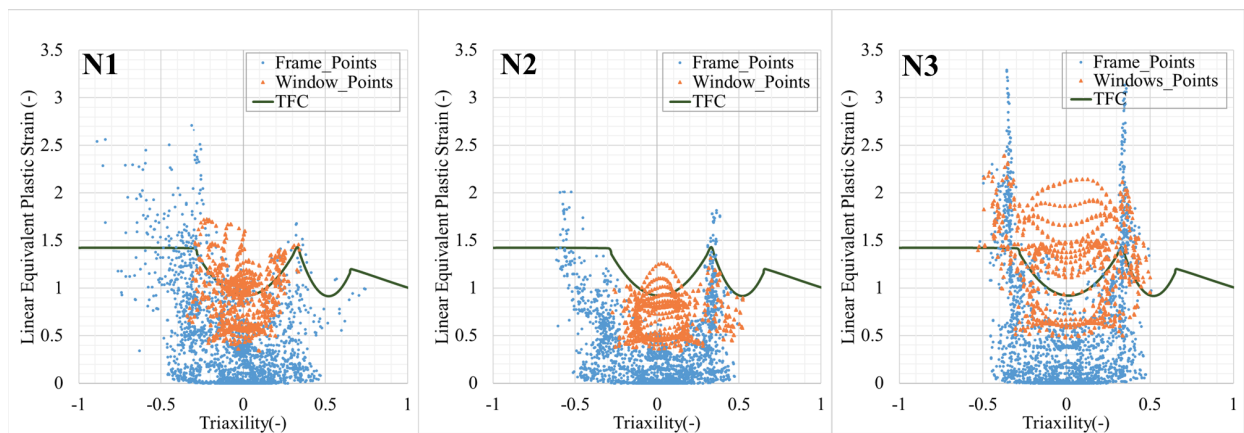 N1
Frame_Points
Window_Points
TFC
Linear Equivalent Plastic Strain (-)
3.5
3
2.5
2
1.5
1
0.5
0
-1
-0.5
0
0.5
1
Triaxility(-)
N2
Frame_Points
Window_Points
TFC
Linear Equivalent Plastic Strain (-)
3.5
3
2.5
2
1.5
1
0.5
0
-1
-0.5
0
0.5
1
Triaxility(-)
N3
Frame_Points
Windows_Points
TFC
Linear Equivalent Plastic Strain (-)
3.5
3
2.5
2
1.5
1
0.5
0
-1
-0.5
0
0.5
1
Triaxility(-)